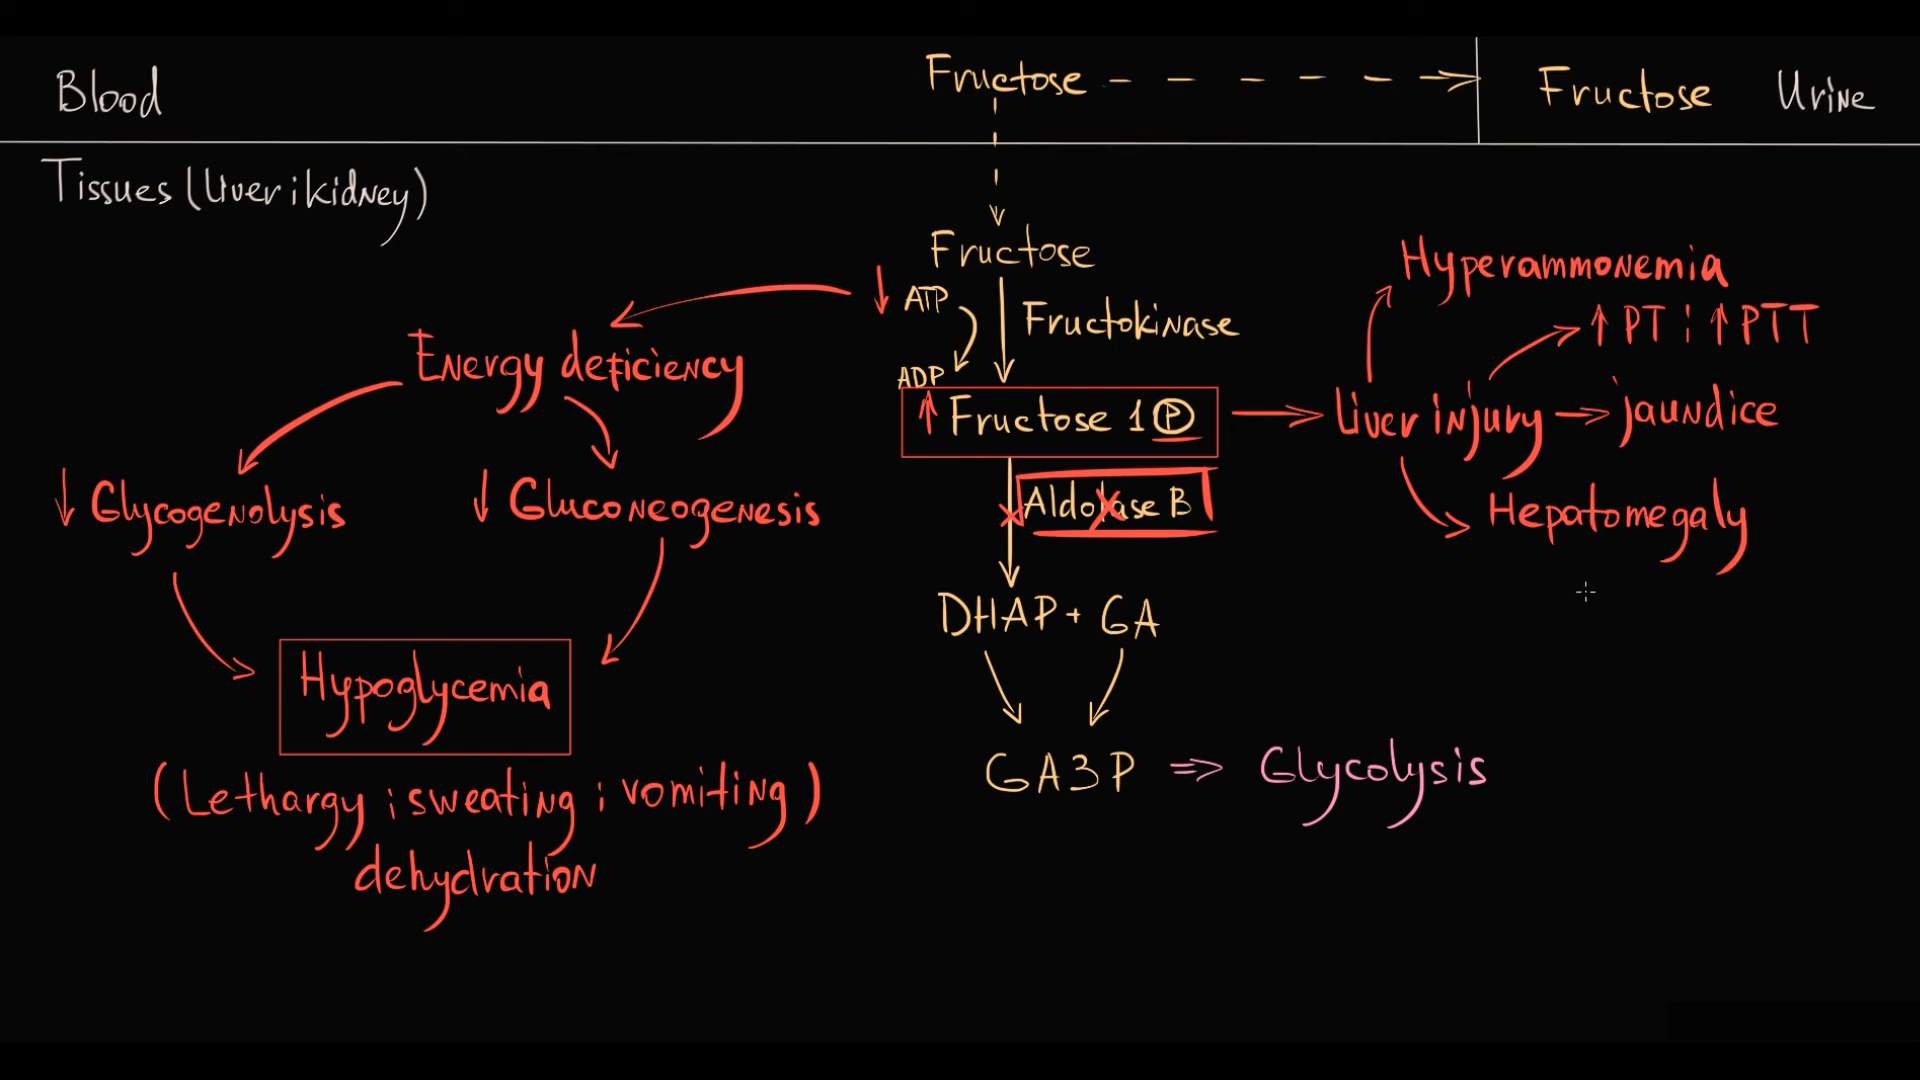 Blood
Fructose
Fructose
Urine
Tissues (liver ; kidney)
Fructose
↓ ATP
Fructokinase
ADP
↑ Fructose 1 P
Aldolase B
DHAP + GA
GA3P => Glycolysis
Energy deficiency
↓ Glycogenolysis
↓ Gluconeogenesis
Hypoglycemia
(Lethargy ; sweating ; vomiting)
dehydration
Hyperammonemia
↑ PT ; ↑ PTT
Liver injury → jaundice
Hepatomegaly